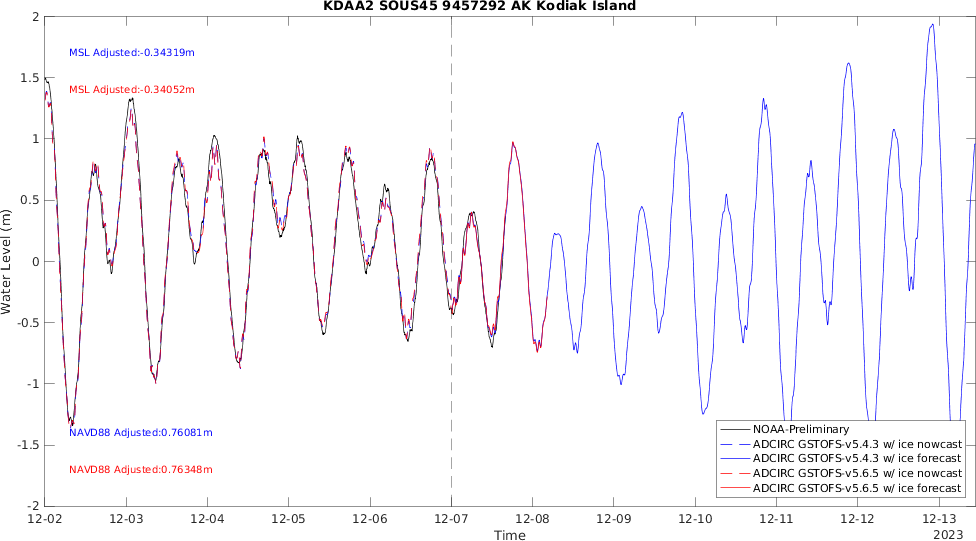 KDAA2 SOUS45 9457292 AK Kodiak Island
2
1.5
1
0.5
0
-0.5
-1
-1.5
-2
Water Level (m)
MSL Adjusted:-0.34319m
MSL Adjusted:-0.34052m
NAVD88 Adjusted:0.76081m
NAVD88 Adjusted:0.76348m
NOAA-Preliminary
ADCIRC GSTOFS-v5.4.3 w/ ice nowcast
ADCIRC GSTOFS-v5.4.3 w/ ice forecast
ADCIRC GSTOFS-v5.6.5 w/ ice nowcast
ADCIRC GSTOFS-v5.6.5 w/ ice forecast
12-02 12-03 12-04 12-05 12-06 12-07 12-08 12-09 12-10 12-11 12-12 12-13
Time
2023